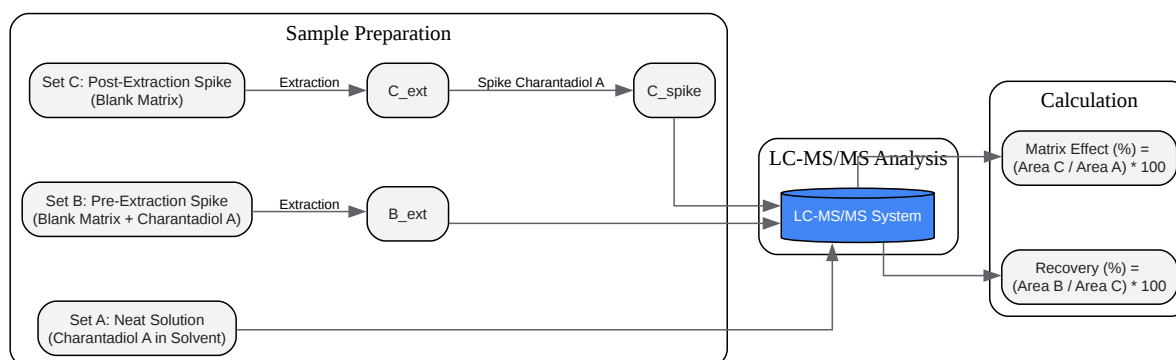 Sample Preparation
Set C: Post-Extraction Spike
(Blank Matrix)
Extraction
C_ext
Spike Charantadiol A
C_spike
Set B: Pre-Extraction Spike
(Blank Matrix + Charantadiol A)
Extraction
B_ext
Set A: Neat Solution
(Charantadiol A in Solvent)
LC-MS/MS Analysis
LC-MS/MS System
Calculation
Matrix Effect (%) =
(Area C / Area A) * 100
Recovery (%) =
(Area B / Area C) * 100